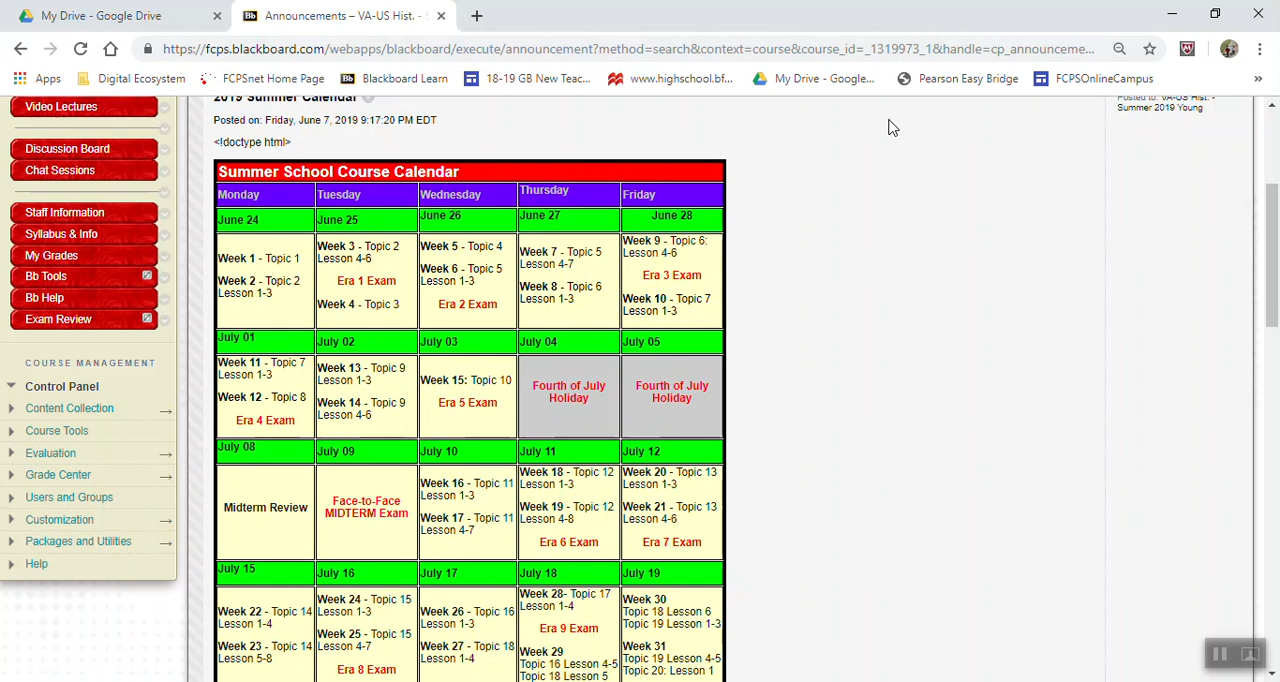 My Drive - Google Drive
Announcements – VA-US Hist. - S
https://fcps.blackboard.com/webapps/blackboard/execute/announcement?method=search&context=course&course_id=_1319973_1&handle=cp_announceme...
Apps
Digital Ecosystem
FCPSnet Home Page
Bb Blackboard Learn
18-19 GB New Teac...
www.highschool.bf...
My Drive - Google...
Pearson Easy Bridge
FCPSOnlineCampus
»
Video Lectures
Discussion Board
Chat Sessions
Staff Information
Syllabus & Info
My Grades
Bb Tools
Bb Help
Exam Review
COURSE MANAGEMENT
Control Panel
Content Collection
Course Tools
Evaluation
Grade Center
Users and Groups
Customization
Packages and Utilities
Help
2019 Summer Calendar
Posted on: Friday, June 7, 2019 9:17:20 PM EDT
<!doctype html>
Posted to: VA-US Hist. -
Summer 2019 Young
Summer School Course Calendar
Monday Tuesday Wednesday Thursday Friday
June 24 June 25 June 26 June 27 June 28
Week 1 - Topic 1
Week 2 - Topic 2
Lesson 1-3
Week 3 - Topic 2
Lesson 4-6
Era 1 Exam
Week 4 - Topic 3
Week 5 - Topic 4
Week 6 - Topic 5
Lesson 1-3
Era 2 Exam
Week 7 - Topic 5
Lesson 4-7
Week 8 - Topic 6
Lesson 1-3
Week 9 - Topic 6:
Lesson 4-6
Era 3 Exam
Week 10 - Topic 7
Lesson 1-3
July 01 July 02 July 03 July 04 July 05
Week 11 - Topic 7
Lesson 1-3
Week 12 - Topic 8
Era 4 Exam
Week 13 - Topic 9
Lesson 1-3
Week 14 - Topic 9
Lesson 4-6
Week 15: Topic 10
Era 5 Exam
Fourth of July
Holiday
Fourth of July
Holiday
July 08 July 09 July 10 July 11 July 12
Midterm Review
Face-to-Face
MIDTERM Exam
Week 16 - Topic 11
Lesson 1-3
Week 17 - Topic 11
Lesson 4-7
Week 18 - Topic 12
Lesson 1-3
Week 19 - Topic 12
Lesson 4-8
Era 6 Exam
Week 20 - Topic 13
Lesson 1-3
Week 21 - Topic 13
Lesson 4-6
Era 7 Exam
July 15 July 16 July 17 July 18 July 19
Week 22 - Topic 14
Lesson 1-4
Week 23 - Topic 14
Lesson 5-8
Week 24 - Topic 15
Lesson 1-3
Week 25 - Topic 15
Lesson 4-7
Era 8 Exam
Week 26 - Topic 16
Lesson 1-3
Week 27 - Topic 18
Lesson 1-4
Week 28- Topic 17
Lesson 1-4
Era 9 Exam
Week 29
Topic 16 Lesson 4-5
Topic 18 Lesson 5
Week 30
Topic 18 Lesson 6
Topic 19 Lesson 1-3
Week 31
Topic 19 Lesson 4-5
Topic 20: Lesson 1